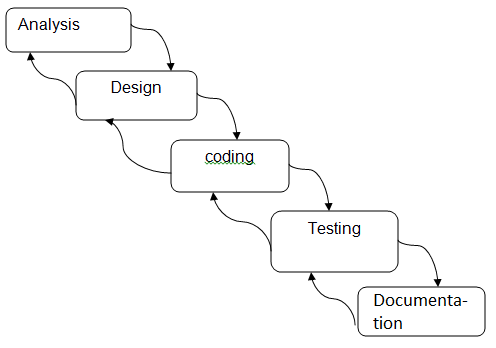 Analysis
Design
coding
Testing
Documenta-
tion